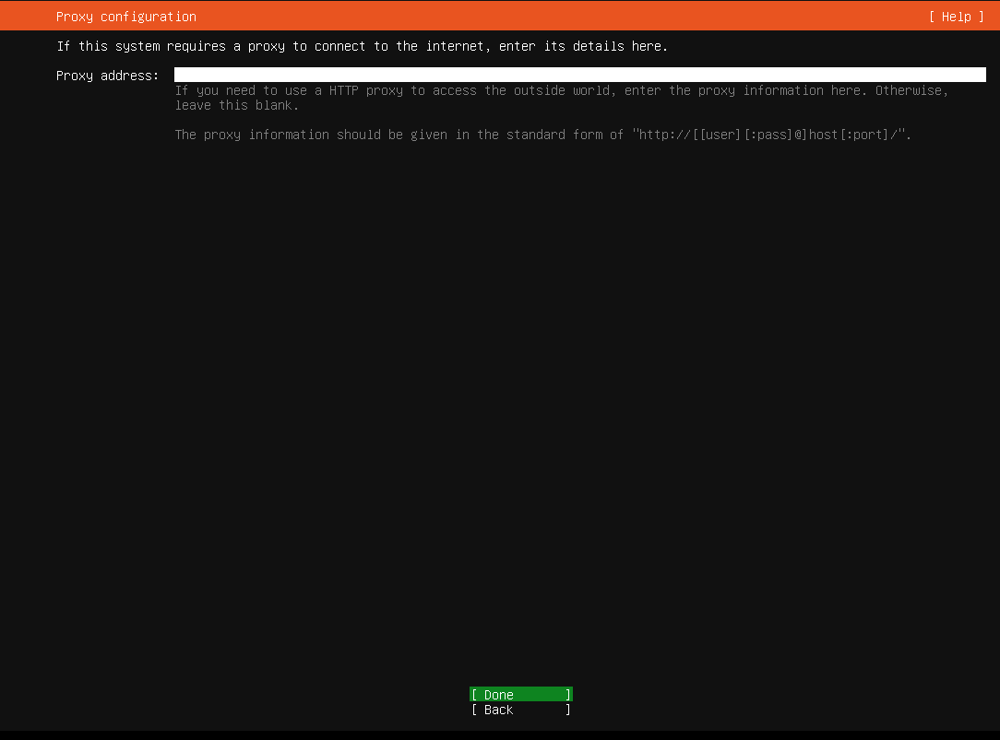 Proxy configuration [ Help ]
If this system requires a proxy to connect to the internet, enter its details here.
Proxy address:
If you need to use a HTTP proxy to access the outside world, enter the proxy information here. Otherwise,
leave this blank.
The proxy information should be given in the standard form of "http://[[user][:pass]@]host[:port]/".
[ Done ]
[ Back ]